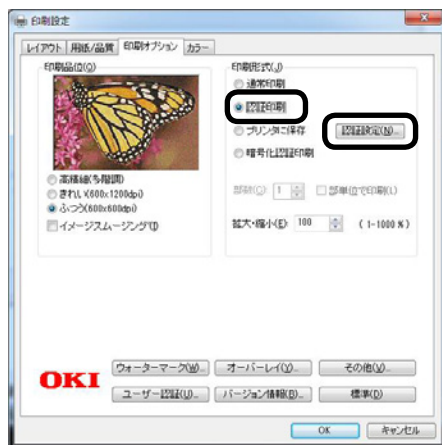 印刷設定
レイアウト 用紙/品質 印刷オプション カラー
印刷品位(Q)
高精細(多階調)
きれい(600x1200dpi)
ふつう(600x600dpi)
イメージスムージング(I)
印刷形式(J)
通常印刷
認証印刷
プリンタに保存
認証設定(N)...
暗号化認証印刷
部数(C): 1
部単位で印刷(L)
拡大・縮小(E): 100 (1-1000 %)
ウォーターマーク(W)... オーバーレイ(Y)... その他(V)...
OKI
ユーザー認証(U)... バージョン情報(B)... 標準(D)
OK キャンセル